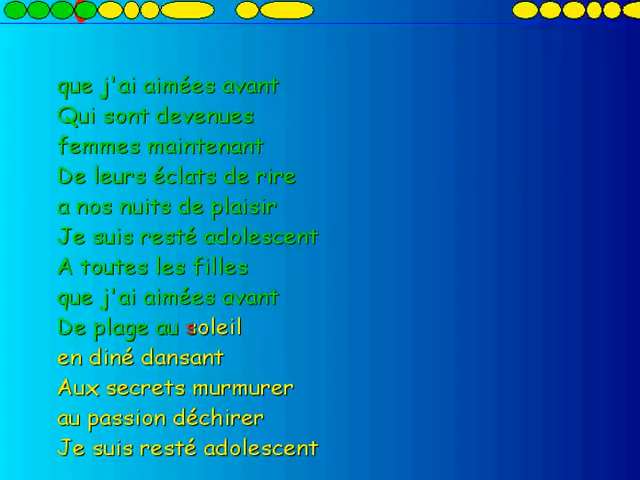 que j'ai aimées avant
Qui sont devenues
femmes maintenant
De leurs éclats de rire
a nos nuits de plaisir
Je suis resté adolescent
A toutes les filles
que j'ai aimées avant
De plage au soleil
en diné dansant
Aux secrets murmurer
au passion déchirer
Je suis resté adolescent